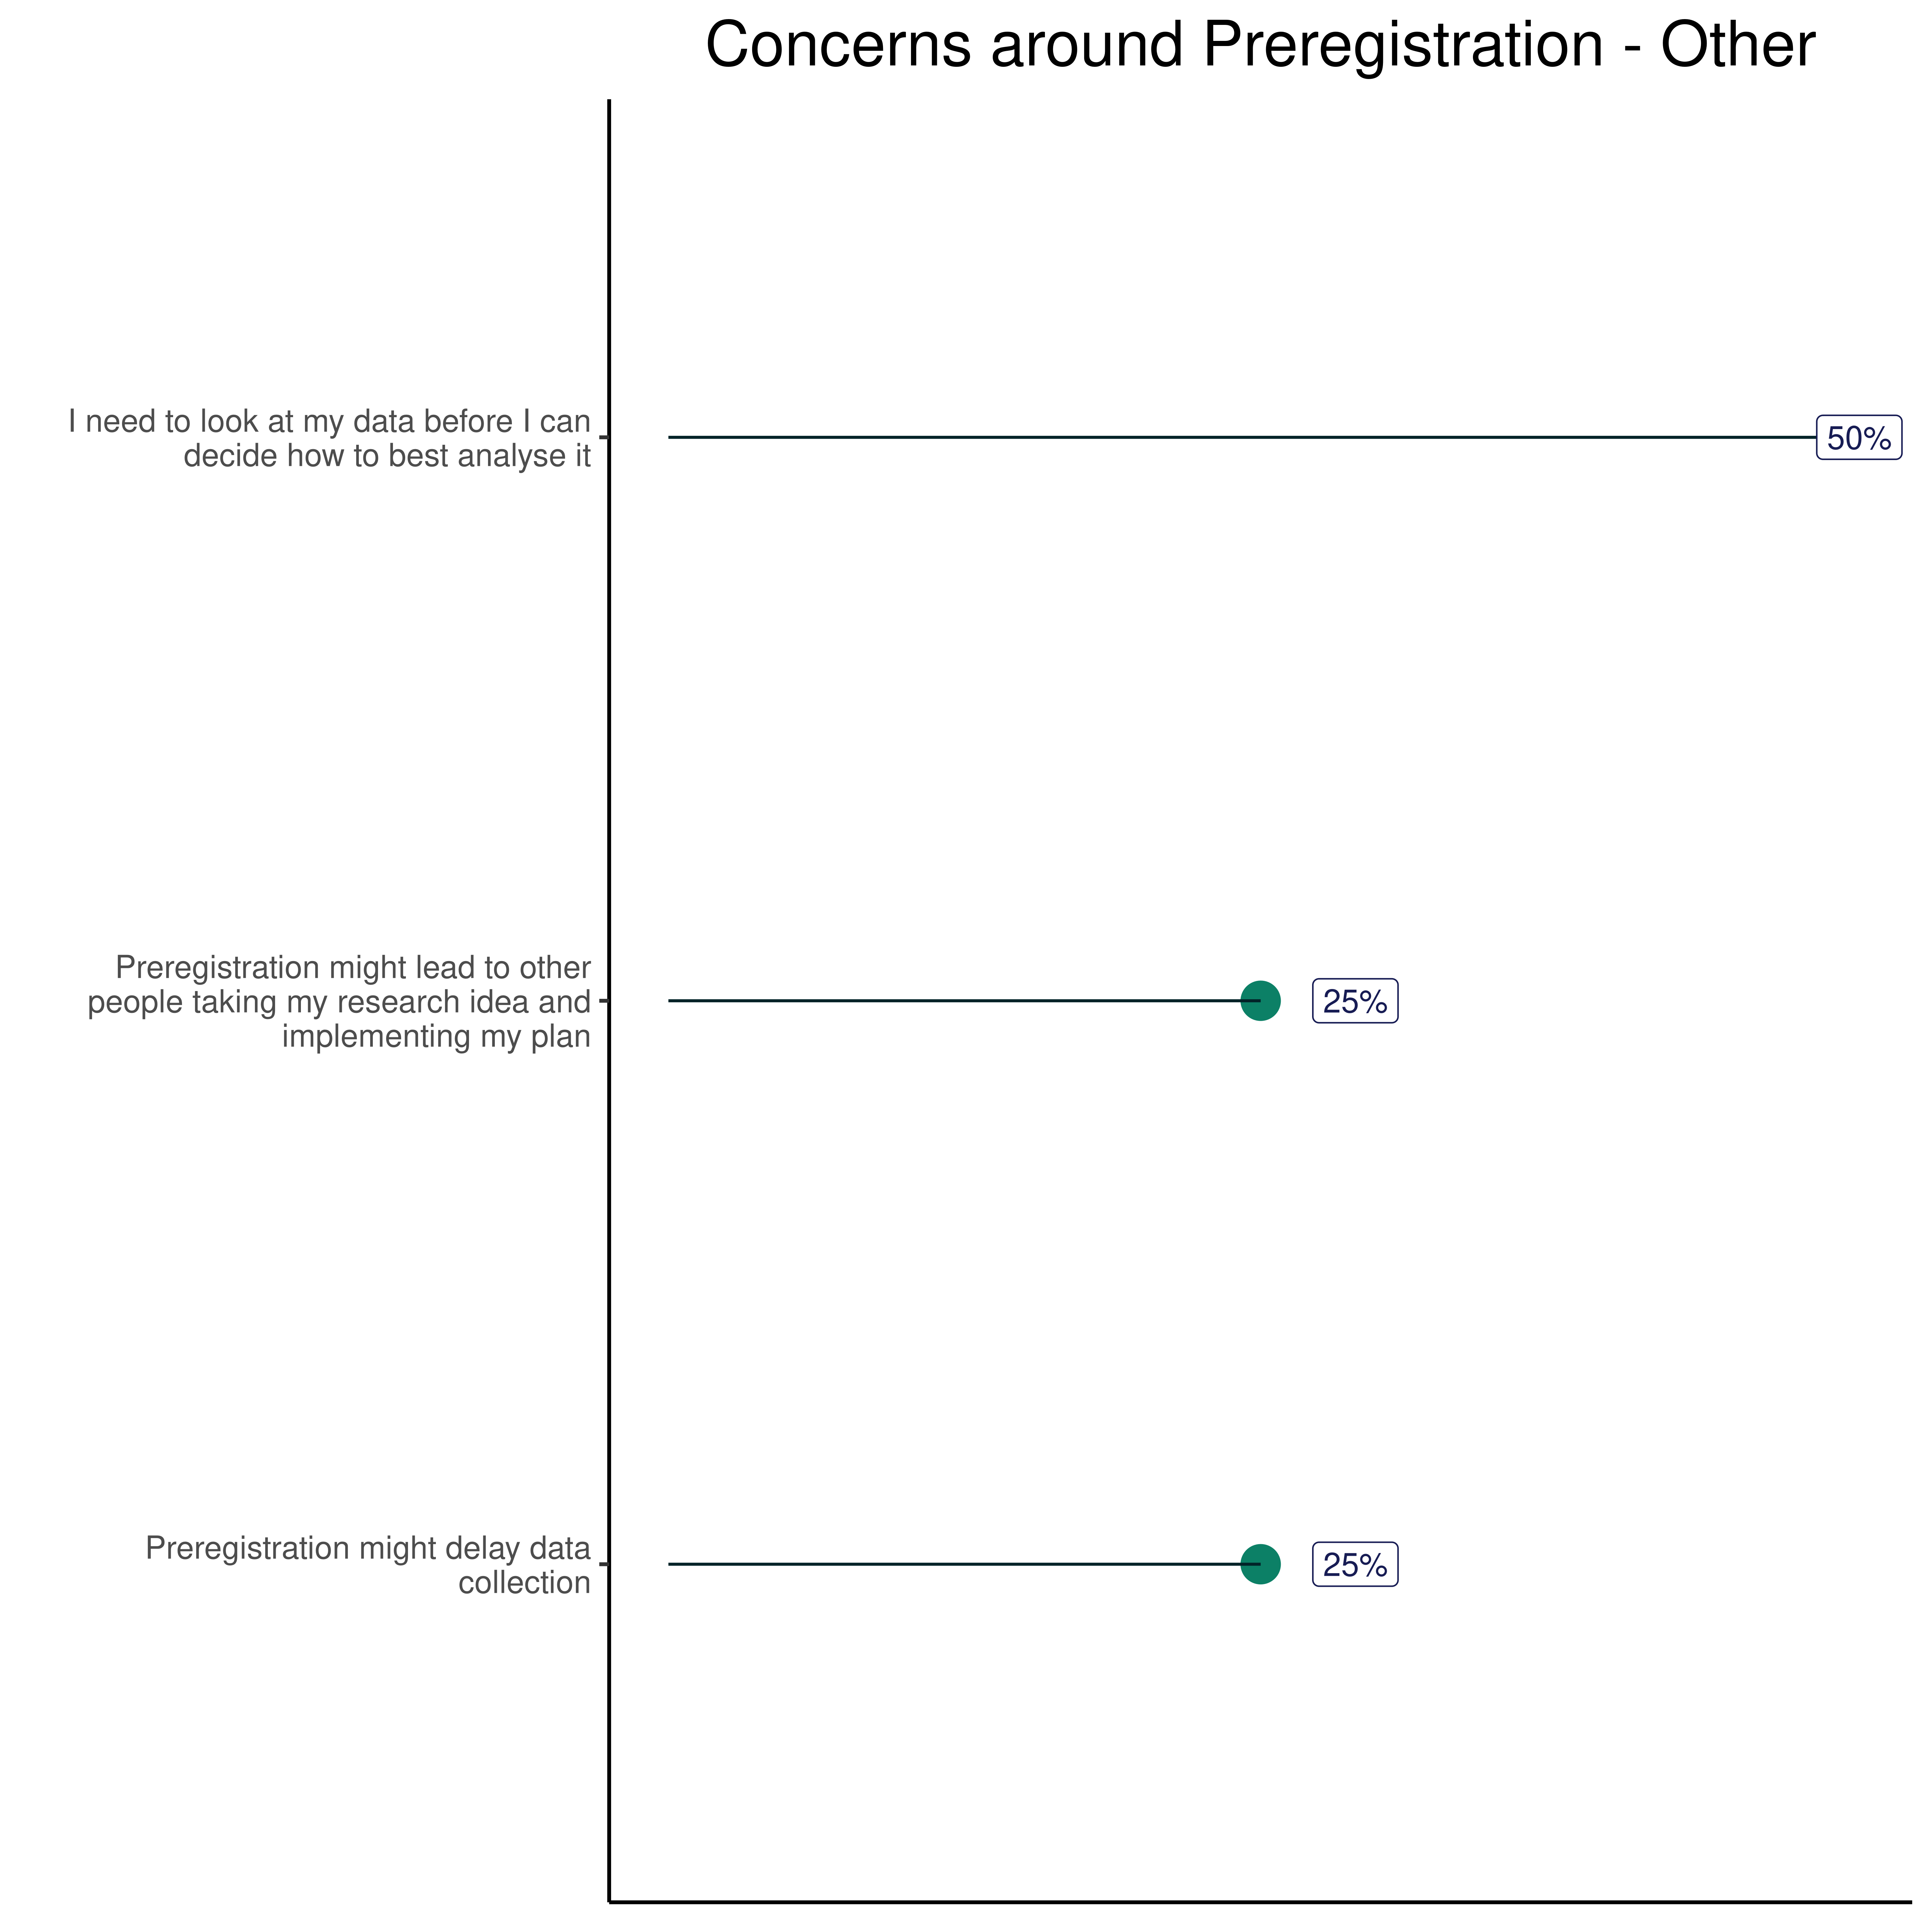 Concerns around Preregistration - Other
I need to look at my data before I can
decide how to best analyse it
50%
Preregistration might lead to other
people taking my research idea and
implementing my plan
25%
Preregistration might delay data
collection
25%